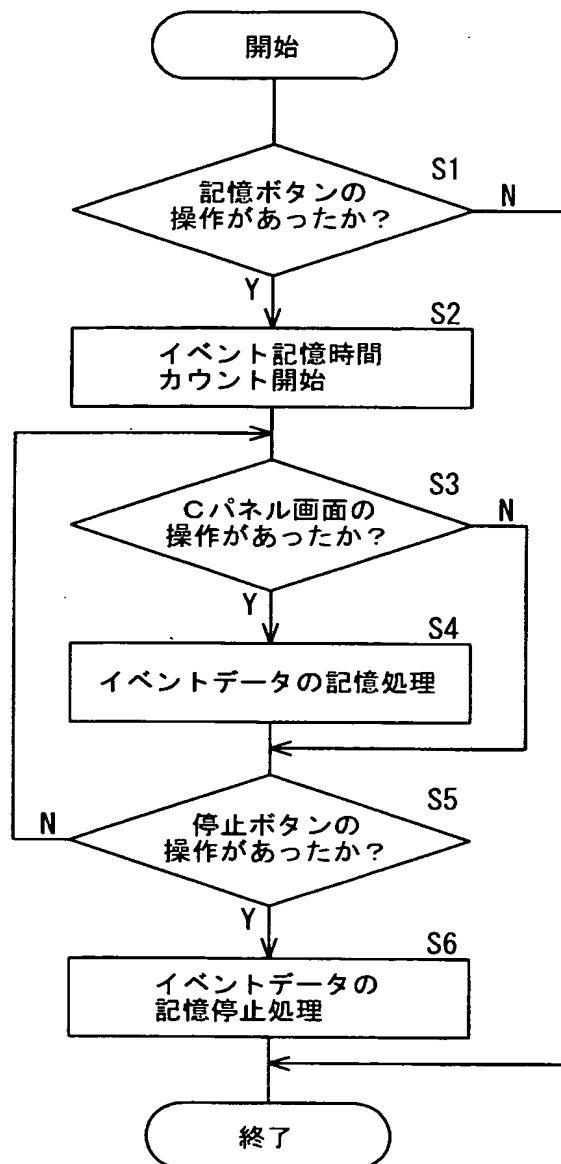 開始
S1
記憶ボタンの
操作があったか？
N
Y
S2
イベント記憶時間
カウント開始
S3
Cパネル画面の
操作があったか？
N
Y
S4
イベントデータの記憶処理
S5
N
停止ボタンの
操作があったか？
Y
S6
イベントデータの
記憶停止処理
終了